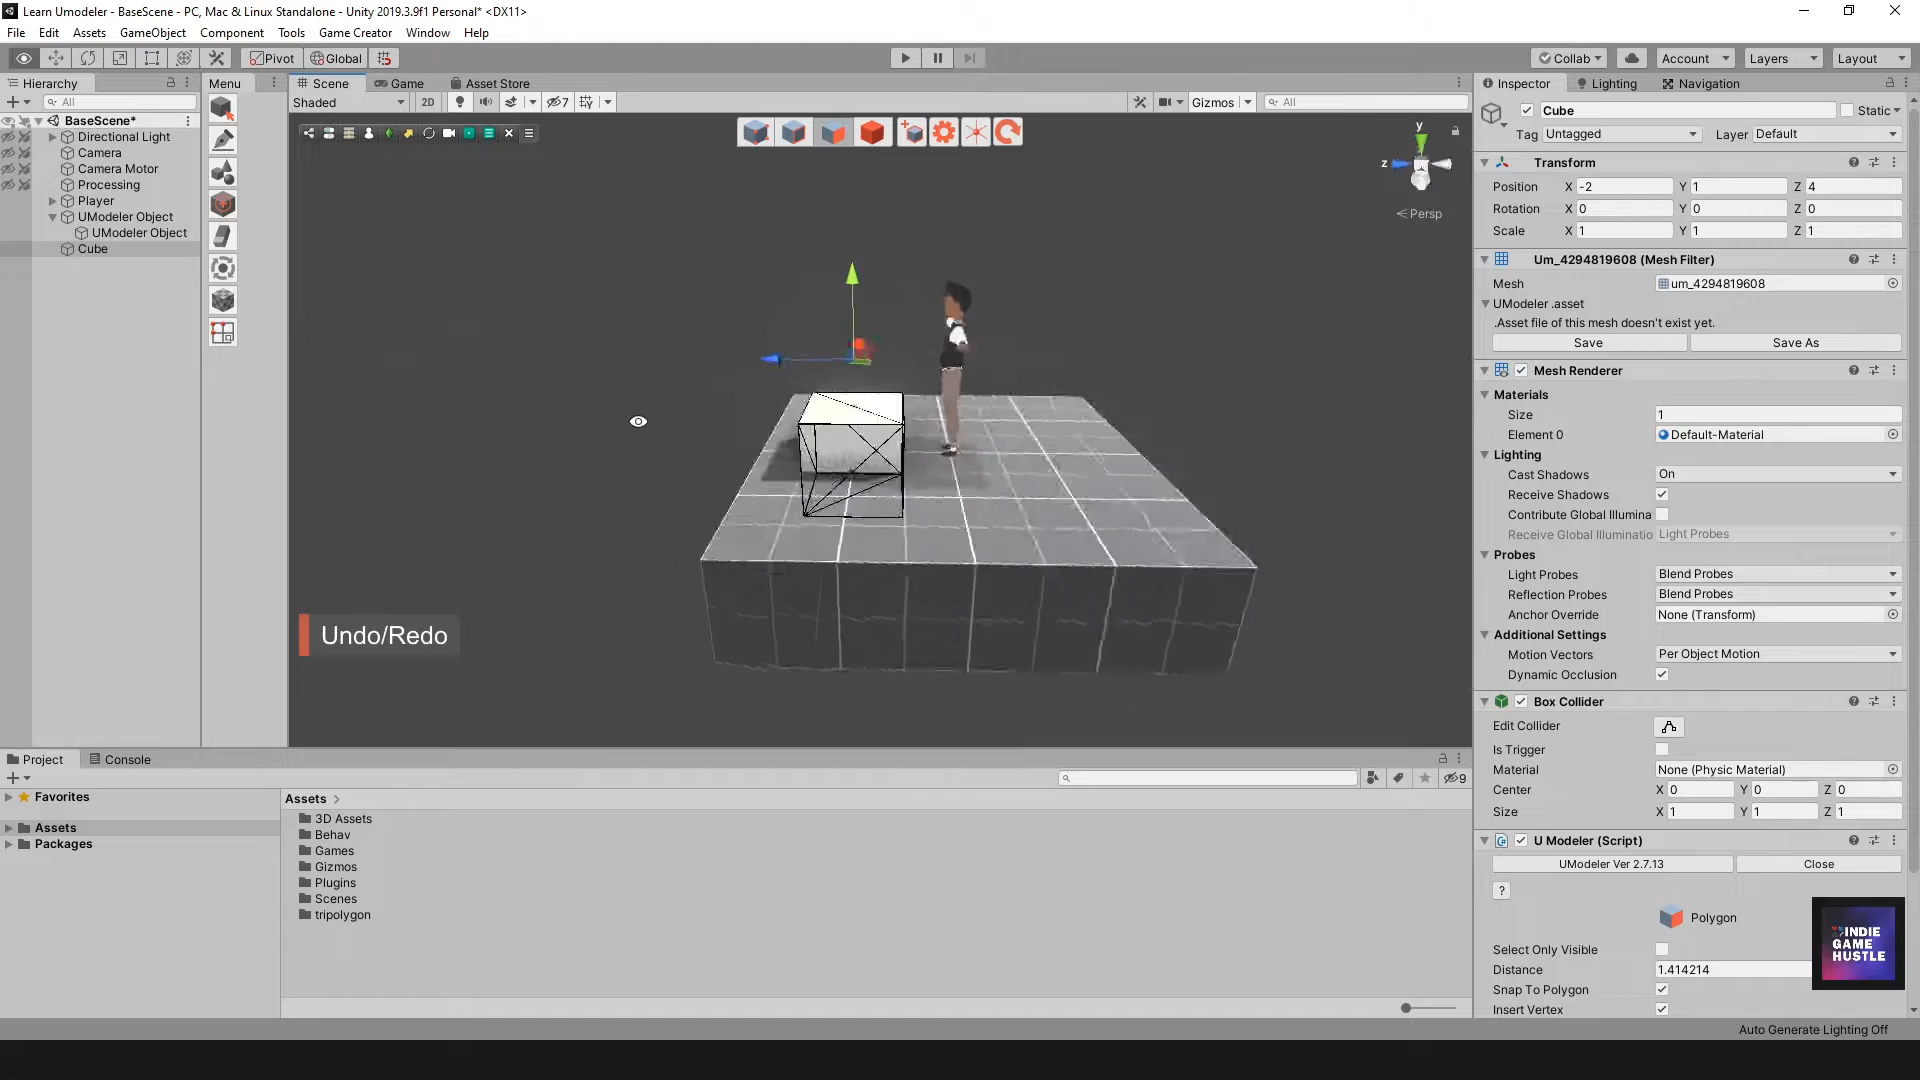 Learn Umodeler - BaseScene - PC, Mac & Linux Standalone - Unity 2019.3.9f1 Personal* <DX11>
File Edit Assets GameObject Component Tools Game Creator Window Help
Pivot Global Collab Account Layers Layout
Hierarchy Menu Scene Game Asset Store Inspector Lighting Navigation
All Shaded 2D 7 Gizmos All
BaseScene*
Directional Light
Camera
Camera Motor
Processing
Player
UModeler Object
UModeler Object
Cube
y
z
< Persp
Undo/Redo
Cube Static
Tag Untagged Layer Default
Transform
Position X -2 Y 1 Z 4
Rotation X 0 Y 0 Z 0
Scale X 1 Y 1 Z 1
Um_4294819608 (Mesh Filter)
Mesh um_4294819608
UModeler .asset
.Asset file of this mesh doesn't exist yet.
Save Save As
Mesh Renderer
Materials
Size 1
Element 0 Default-Material
Lighting
Cast Shadows On
Receive Shadows
Contribute Global Illumina
Receive Global Illuminatio Light Probes
Probes
Light Probes Blend Probes
Reflection Probes Blend Probes
Anchor Override None (Transform)
Additional Settings
Motion Vectors Per Object Motion
Dynamic Occlusion
Box Collider
Edit Collider
Is Trigger
Material None (Physic Material)
Center X 0 Y 0 Z 0
Size X 1 Y 1 Z 1
U Modeler (Script)
UModeler Ver 2.7.13 Close
?
Polygon
Select Only Visible
Distance 1.414214
Snap To Polygon
Insert Vertex
INDIE
GAME
HUSTLE
Project Console
9
Favorites
Assets
Packages
Assets >
3D Assets
Behav
Games
Gizmos
Plugins
Scenes
tripolygon
Auto Generate Lighting Off